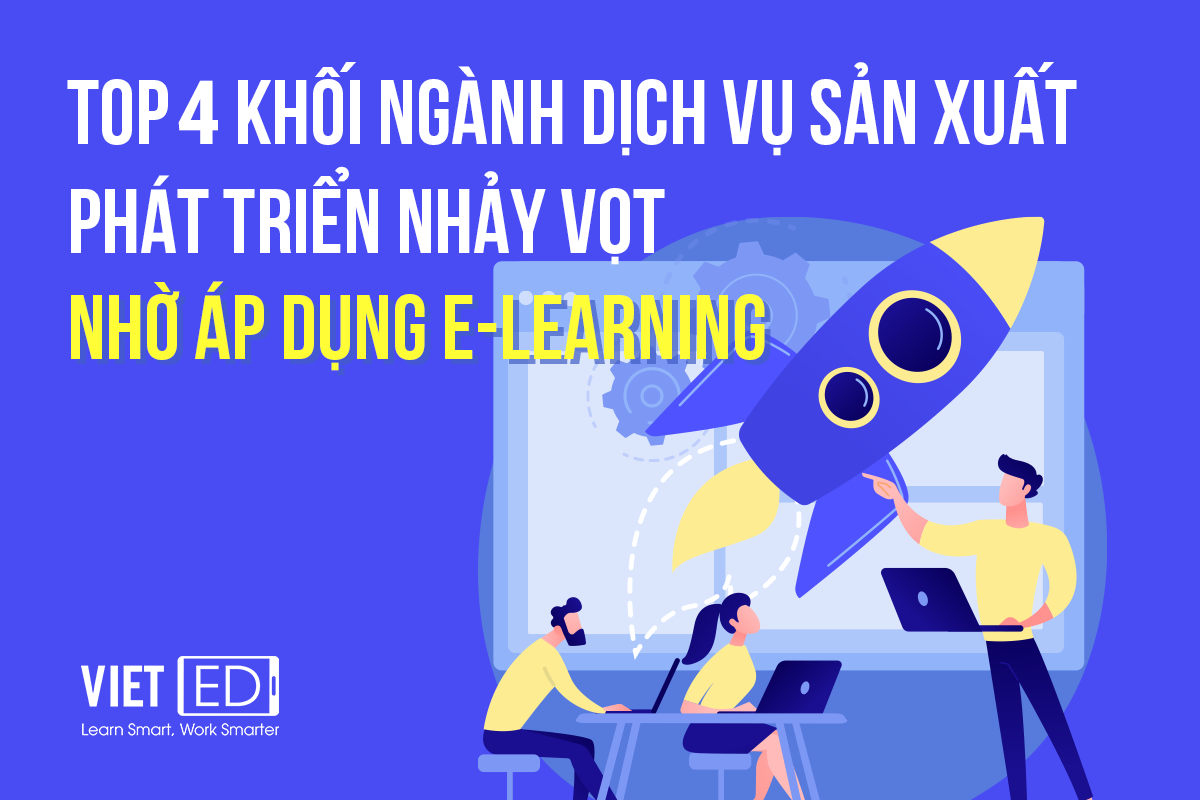 TOP 4 KHỐI NGÀNH DỊCH VỤ SẢN XUẤT
PHÁT TRIỂN NHẢY VỌT
NHỜ ÁP DỤNG E-LEARNING
VIET ED
Learn Smart, Work Smarter